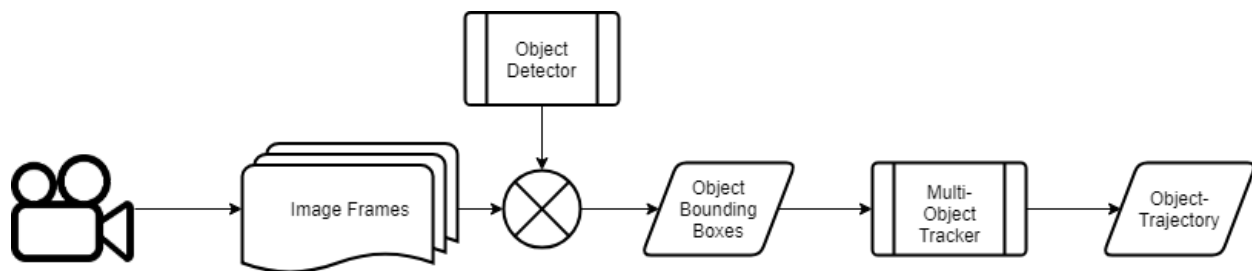 Object
Detector
Image Frames
Object
Bounding
Boxes
Multi-
Object
Tracker
Object-
Trajectory